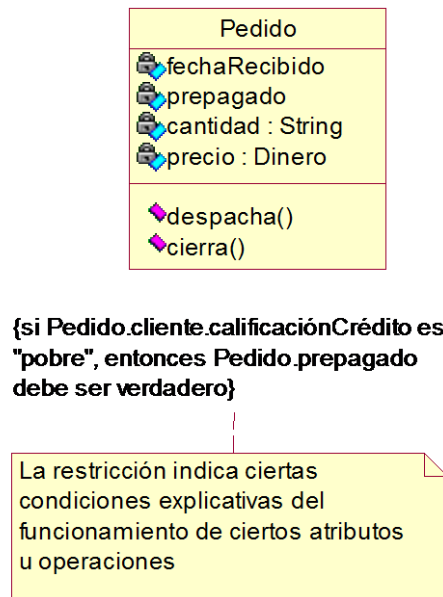 Pedido
fechaRecibido
prepagado
cantidad : String
precio : Dinero
despacha()
cierra()
{si Pedido.cliente.calificaciónCrédito es
"pobre", entonces Pedido.prepagado
debe ser verdadero}
La restricción indica ciertas
condiciones explicativas del
funcionamiento de ciertos atributos
u operaciones